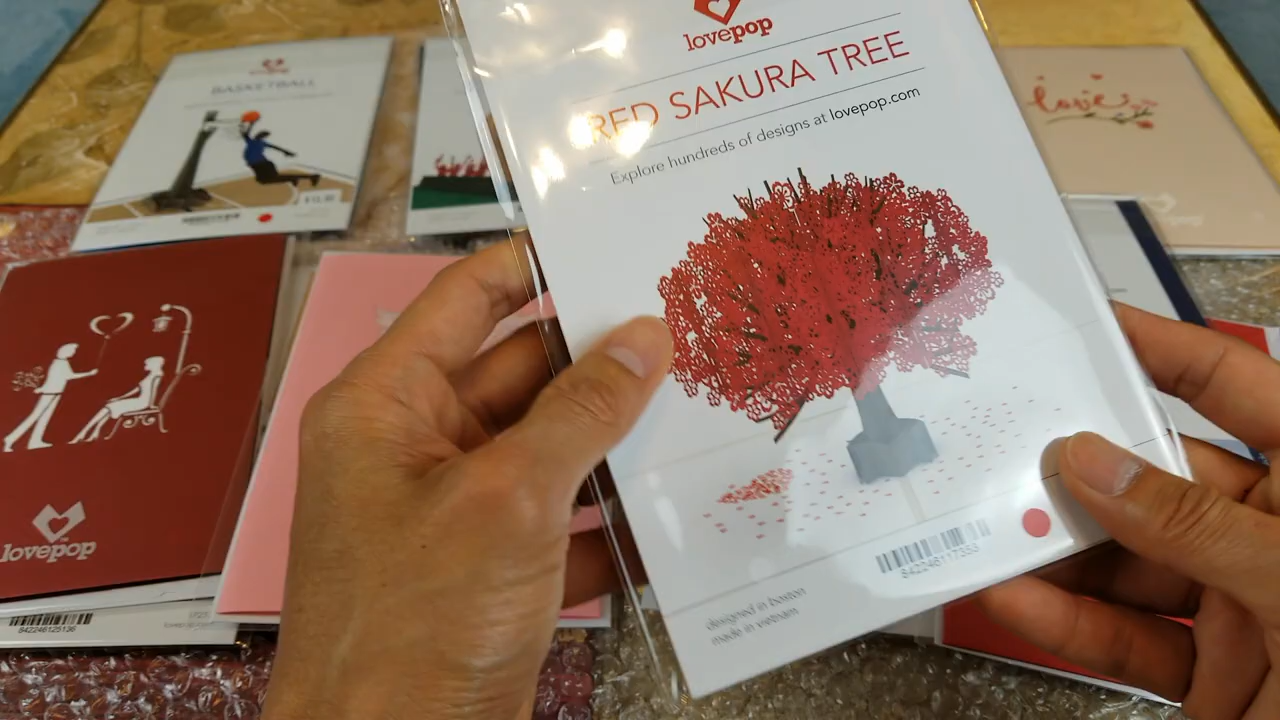 lovepop
RED SAKURA TREE
Explore hundreds of designs at lovepop.com
842246117353
designed in boston
made in vietnam
BASKETBALL
love
lovepop
842246125136